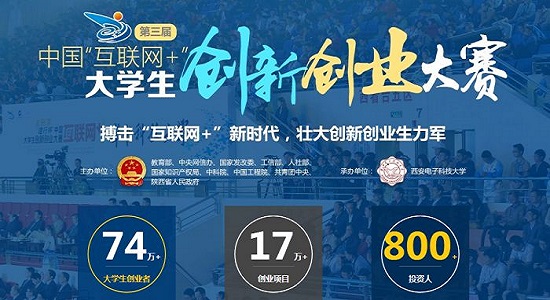 第三届
中国“互联网+”
大学生
创新创业大赛
搏击“互联网+”新时代，壮大创新创业生力军
主办单位：
教育部、中央网信办、国家发改委、工信部、人社部、
国家知识产权局、中科院、中国工程院、共青团中央、
陕西省人民政府
承办单位：
西安电子科技大学
74万+
大学生创业者
17万+
创业项目
800+
投资人